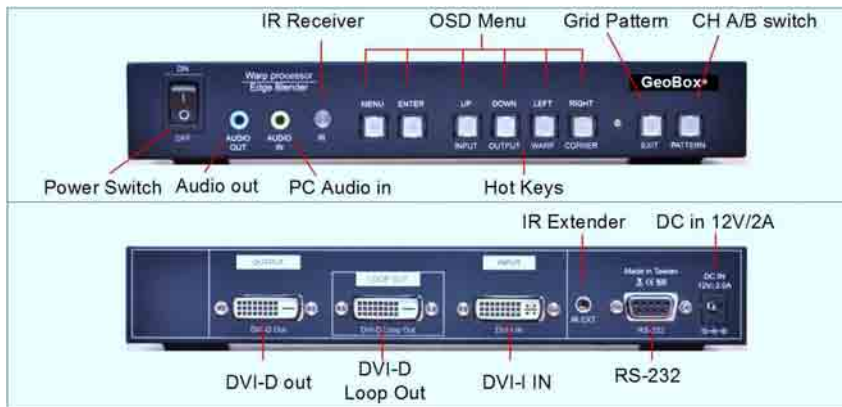 IR Receiver OSD Menu Grid Pattern CH A/B switch
ON
Warp processor
Edge Blender
GeoBox
MENU ENTER UP DOWN LEFT RIGHT
OFF
AUDIO OUT AUDIO IN IR
INPUT OUTPUT WARP CORNER EXIT PATTERN
Power Switch Audio out PC Audio in Hot Keys
IR Extender DC in 12V/2A
OUTPUT LOOP OUT INPUT
Made in Taiwan
DC IN
12V 2.0A
DVI-D Out DVI-D Loop Out DVI-I IN IR EXT RS-232
DVI-D out DVI-D Loop Out DVI-I IN RS-232